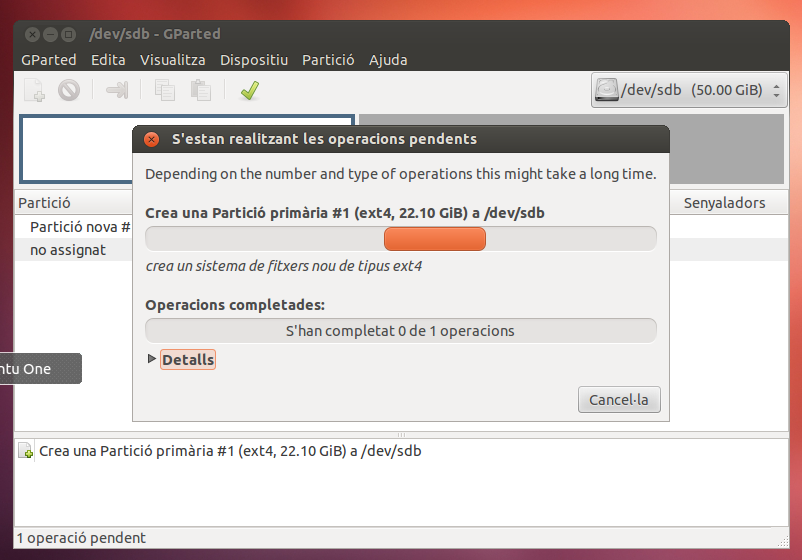 /dev/sdb - GParted
GParted Edita Visualitza Dispositiu Partició Ajuda
/dev/sdb (50.00 GiB)
S'estan realitzant les operacions pendents
Depending on the number and type of operations this might take a long time.
Partició Senyaladors
Crea una Partició primària #1 (ext4, 22.10 GiB) a /dev/sdb
Partició nova #
no assignat
crea un sistema de fitxers nou de tipus ext4
Operacions completades:
S'han completat 0 de 1 operacions
Detalls
One
Cancel·la
Crea una Partició primària #1 (ext4, 22.10 GiB) a /dev/sdb
1 operació pendent